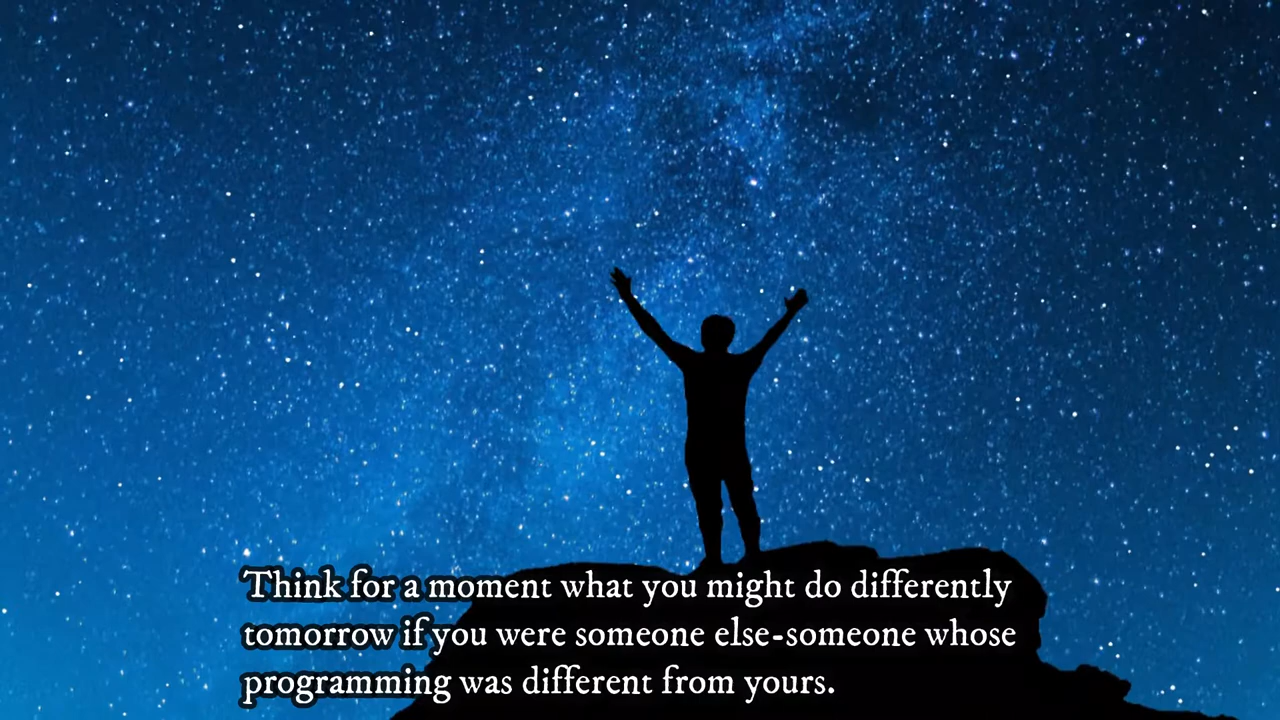 Think for a moment what you might do differently
tomorrow if you were someone else-someone whose
programming was different from yours.